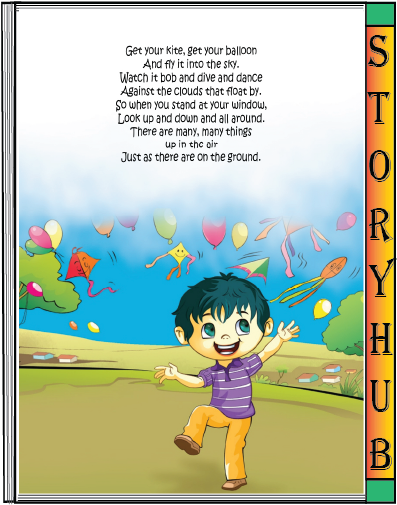 Get your kite, get your balloon
And fly it into the sky.
Watch it bob and dive and dance
Against the clouds that float by.
So when you stand at your window,
Look up and down and all around.
There are many, many things
up in the air
Just as there are on the ground.
STORYHUB